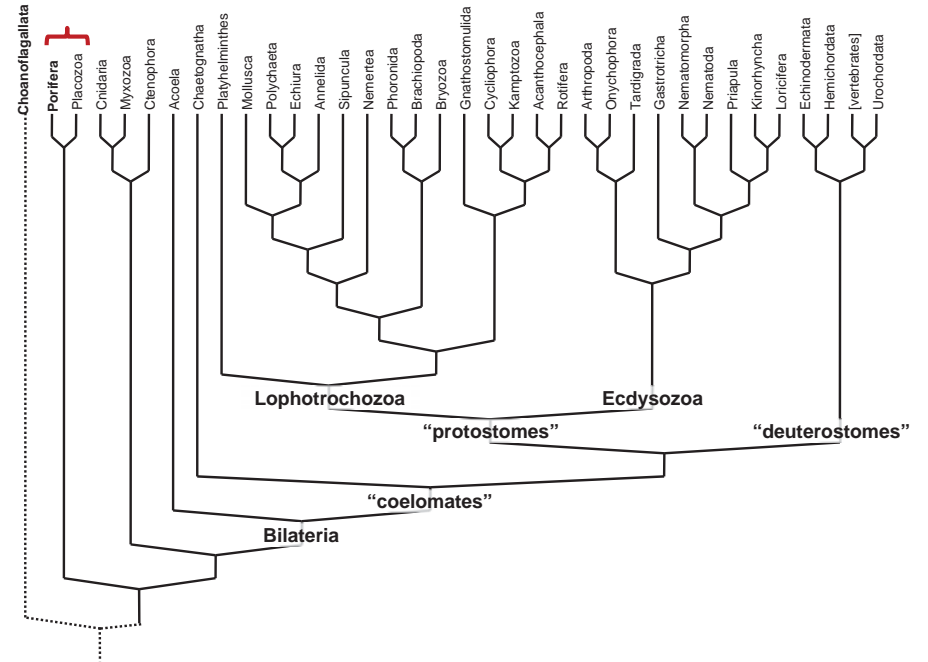 Choanoflagallata
Porifera
Placozoa
Cnidaria
Myxozoa
Ctenophora
Acoela
Chaetognatha
Platyhelminthes
Mollusca
Polychaeta
Echiura
Annelida
Sipuncula
Nemertea
Phoronida
Brachiopoda
Bryozoa
Gnathostomulida
Cycliophora
Kamptozoa
Acanthocephala
Rotifera
Arthropoda
Onychophora
Tardigrada
Gastrotricha
Nematomorpha
Nematoda
Priapula
Kinorhyncha
Loricifera
Echinodermata
Hemichordata
[vertebrates]
Urochordata
Lophotrochozoa
Ecdysozoa
“protostomes”
“deuterostomes”
“coelomates”
Bilateria